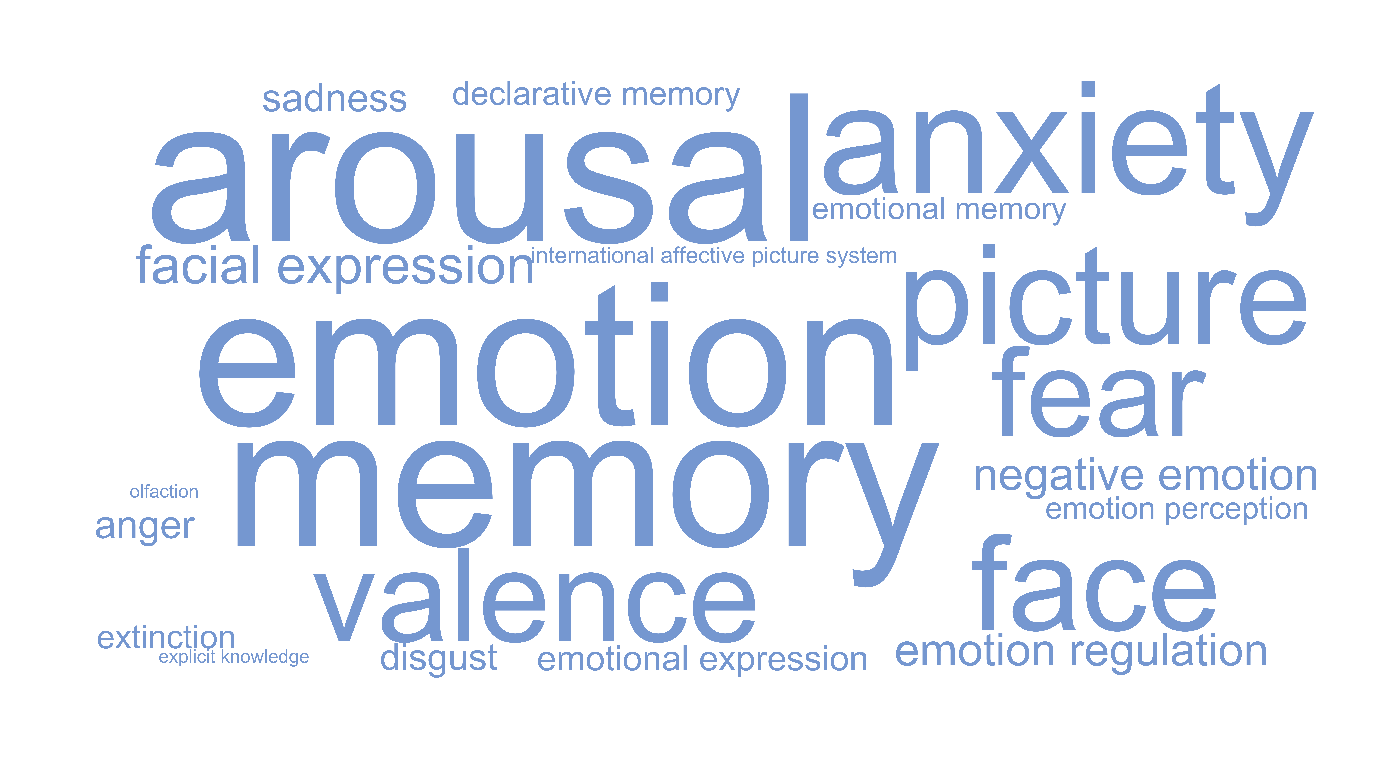 sadness
declarative memory
arousal
anxiety
emotional memory
facial expression
international affective picture system
picture
emotion
fear
memory
negative emotion
olfaction
emotion perception
anger
valence
face
extinction
explicit knowledge
disgust
emotional expression
emotion regulation